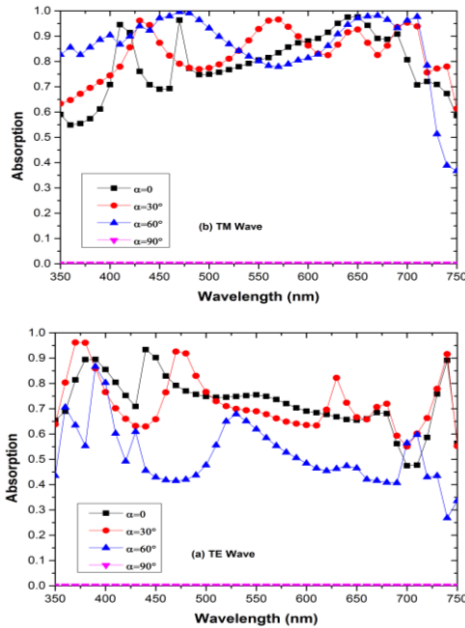 1.0
0.9
0.8
0.7
0.6
0.5
0.4
0.3
0.2
0.1
0.0
Absorption
α=0
α=30°
α=60°
α=90°
(b) TM Wave
350 400 450 500 550 600 650 700 750
Wavelength (nm)
1.0
0.9
0.8
0.7
0.6
0.5
0.4
0.3
0.2
0.1
0.0
Absorption
α=0
α=30°
α=60°
α=90°
(a) TE Wave
350 400 450 500 550 600 650 700 750
Wavelength (nm)